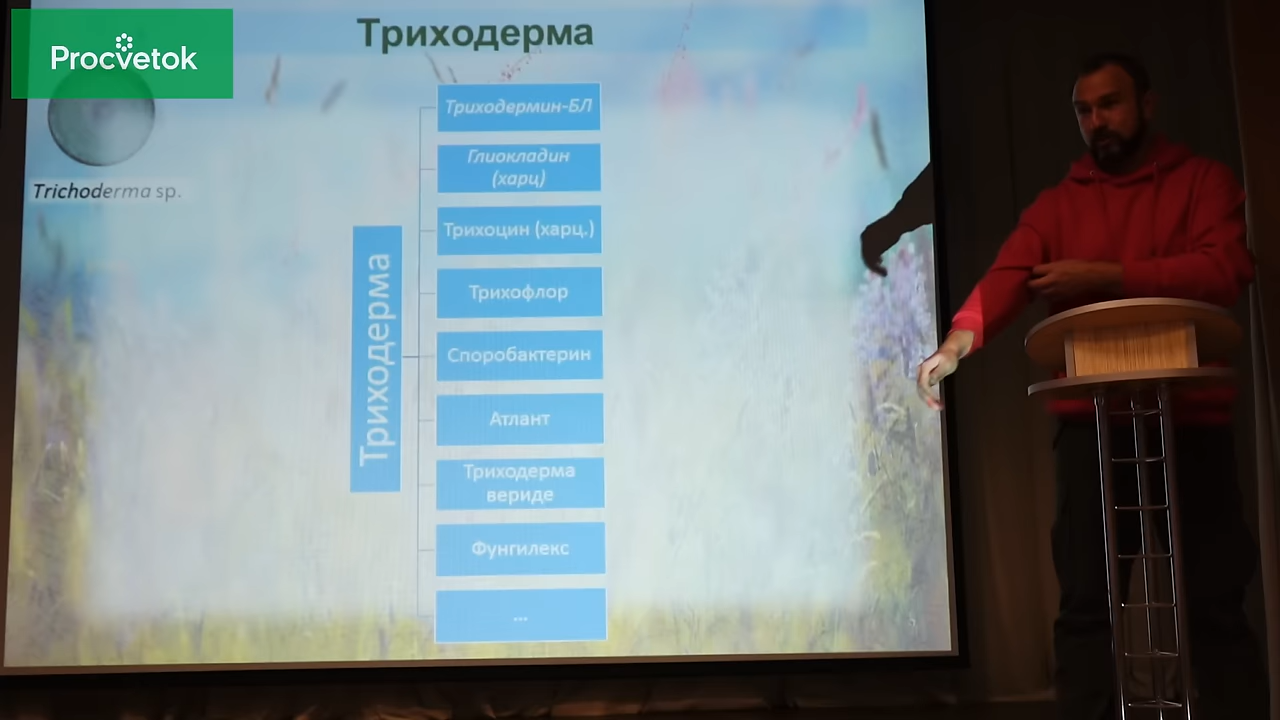 Procvetok
Триходерма
Trichoderma sp.
Триходерма
Триходермин-БЛ
Глиокладин
(харц)
Трихоцин (харц.)
Трихофлор
Споробактерин
Атлант
Триходерма
вериде
Фунгилекс
...